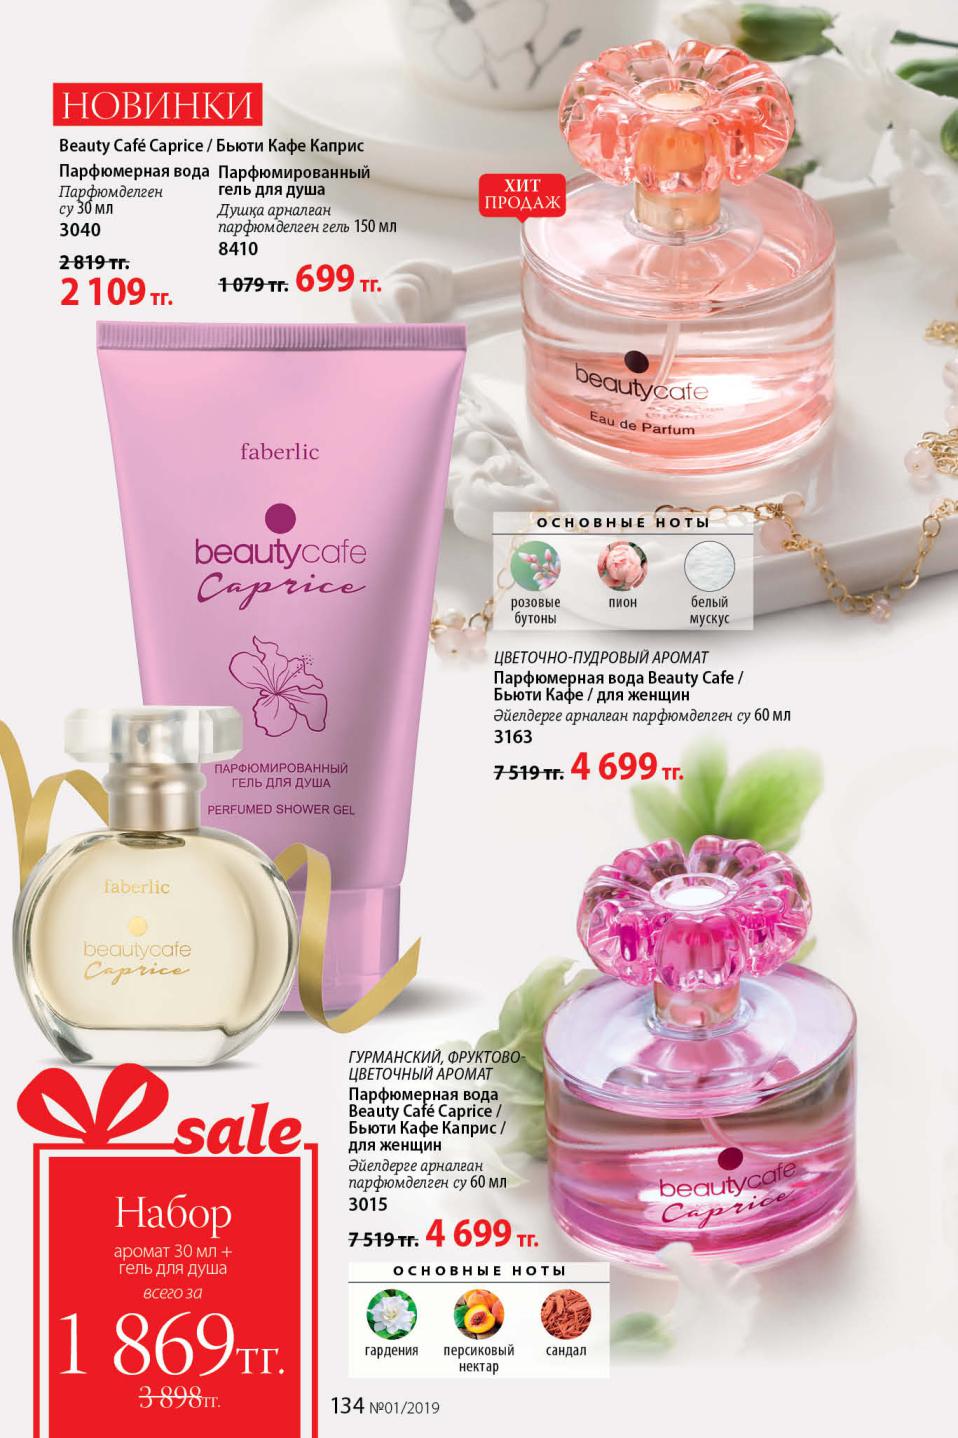 НОВИНКИ
Beauty Café Caprice / Бьюти Кафе Каприс
Парфюмерная вода
Парфюмделген
су 30 мл
3040
2 819 тг.
2 109 тг.
Парфюмированный
гель для душа
Душқа арналған
парфюмделген гель 150 мл
8410
1 079 тг. 699 тг.
ХИТ
ПРОДАЖ
beautycafe
Eau de Parfum
faberlic
beautycafe
Caprice
ПАРФЮМИРОВАННЫЙ
ГЕЛЬ ДЛЯ ДУША
PERFUMED SHOWER GEL
ОСНОВНЫЕ НОТЫ
розовые
бутоны
пион
белый
мускус
ЦВЕТОЧНО-ПУДРОВЫЙ АРОМАТ
Парфюмерная вода Beauty Cafe /
Бьюти Кафе / для женщин
Әйелдерге арналған парфюмделген су 60 мл
3163
7 519 тг. 4 699 тг.
faberlic
beautycafe
Caprice
ГУРМАНСКИЙ, ФРУКТОВО-
ЦВЕТОЧНЫЙ АРОМАТ
Парфюмерная вода
Beauty Café Caprice /
Бьюти Кафе Каприс /
для женщин
Әйелдерге арналған
парфюмделген су 60 мл
3015
7 519 тг. 4 699 тг.
beautycafe
Caprice
ОСНОВНЫЕ НОТЫ
гардения
персиковый
нектар
сандал
sale
Набор
аромат 30 мл +
гель для душа
всего за
1 869 тг.
3 898 тг.
134 №01/2019